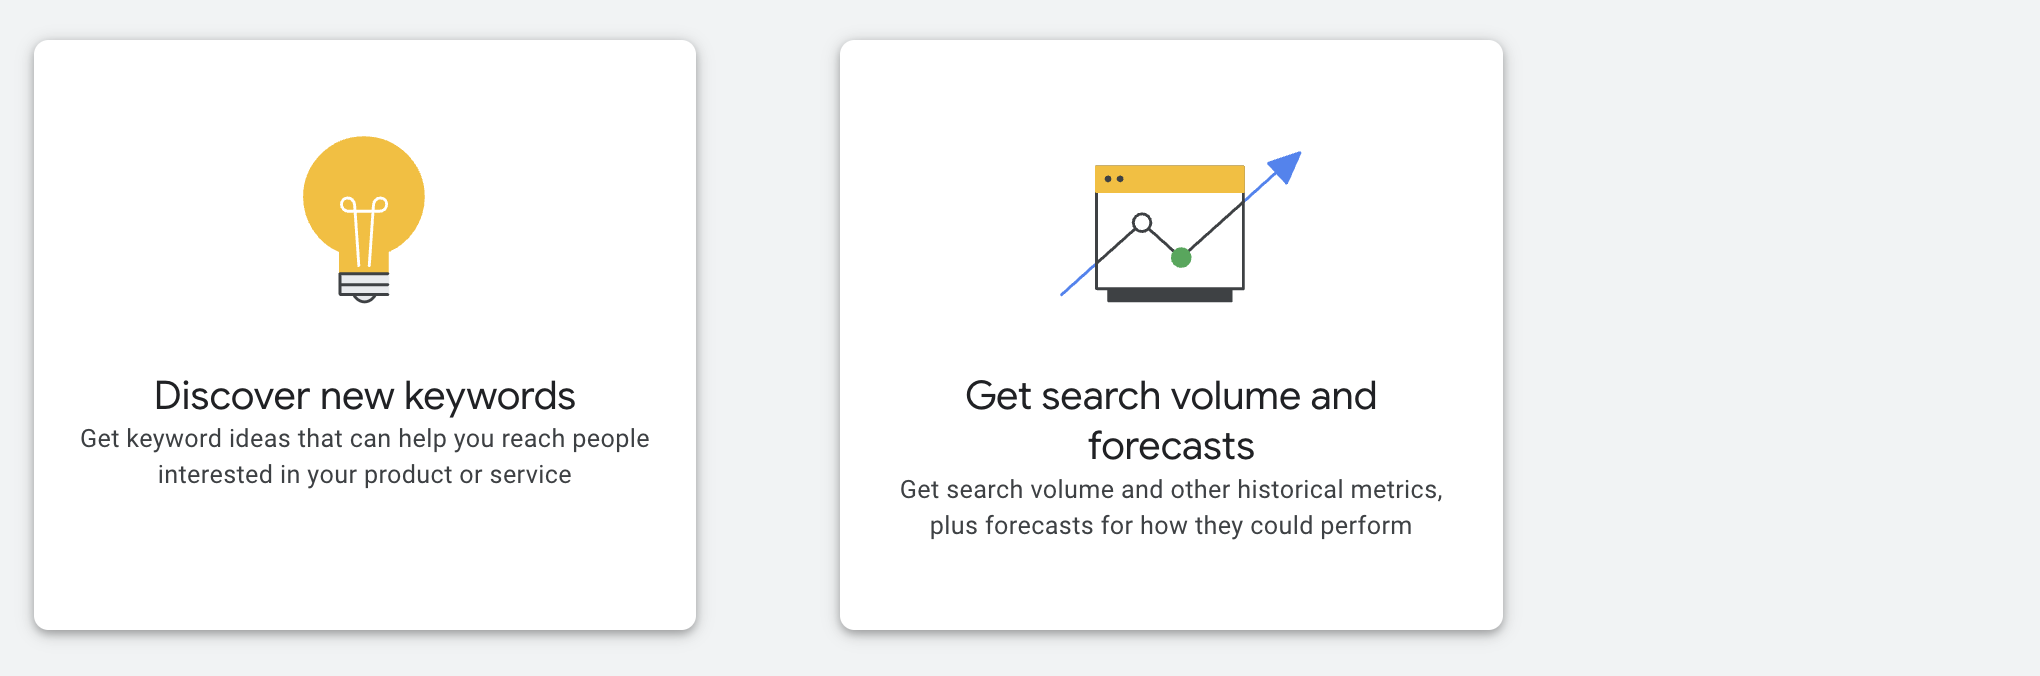 Discover new keywords
Get keyword ideas that can help you reach people
interested in your product or service
Get search volume and
forecasts
Get search volume and other historical metrics,
plus forecasts for how they could perform